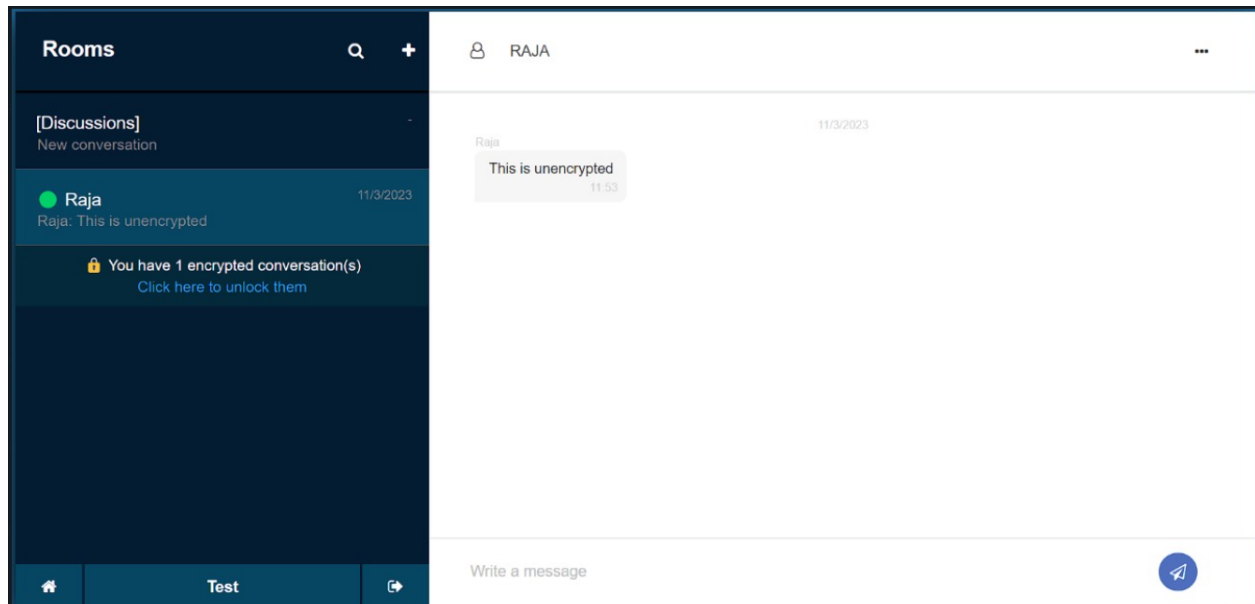 Rooms
[Discussions]
-
New conversation
Raja
11/3/2023
Raja: This is unencrypted
You have 1 encrypted conversation(s)
Click here to unlock them
Test
RAJA
11/3/2023
Raja
This is unencrypted
11:53
Write a message